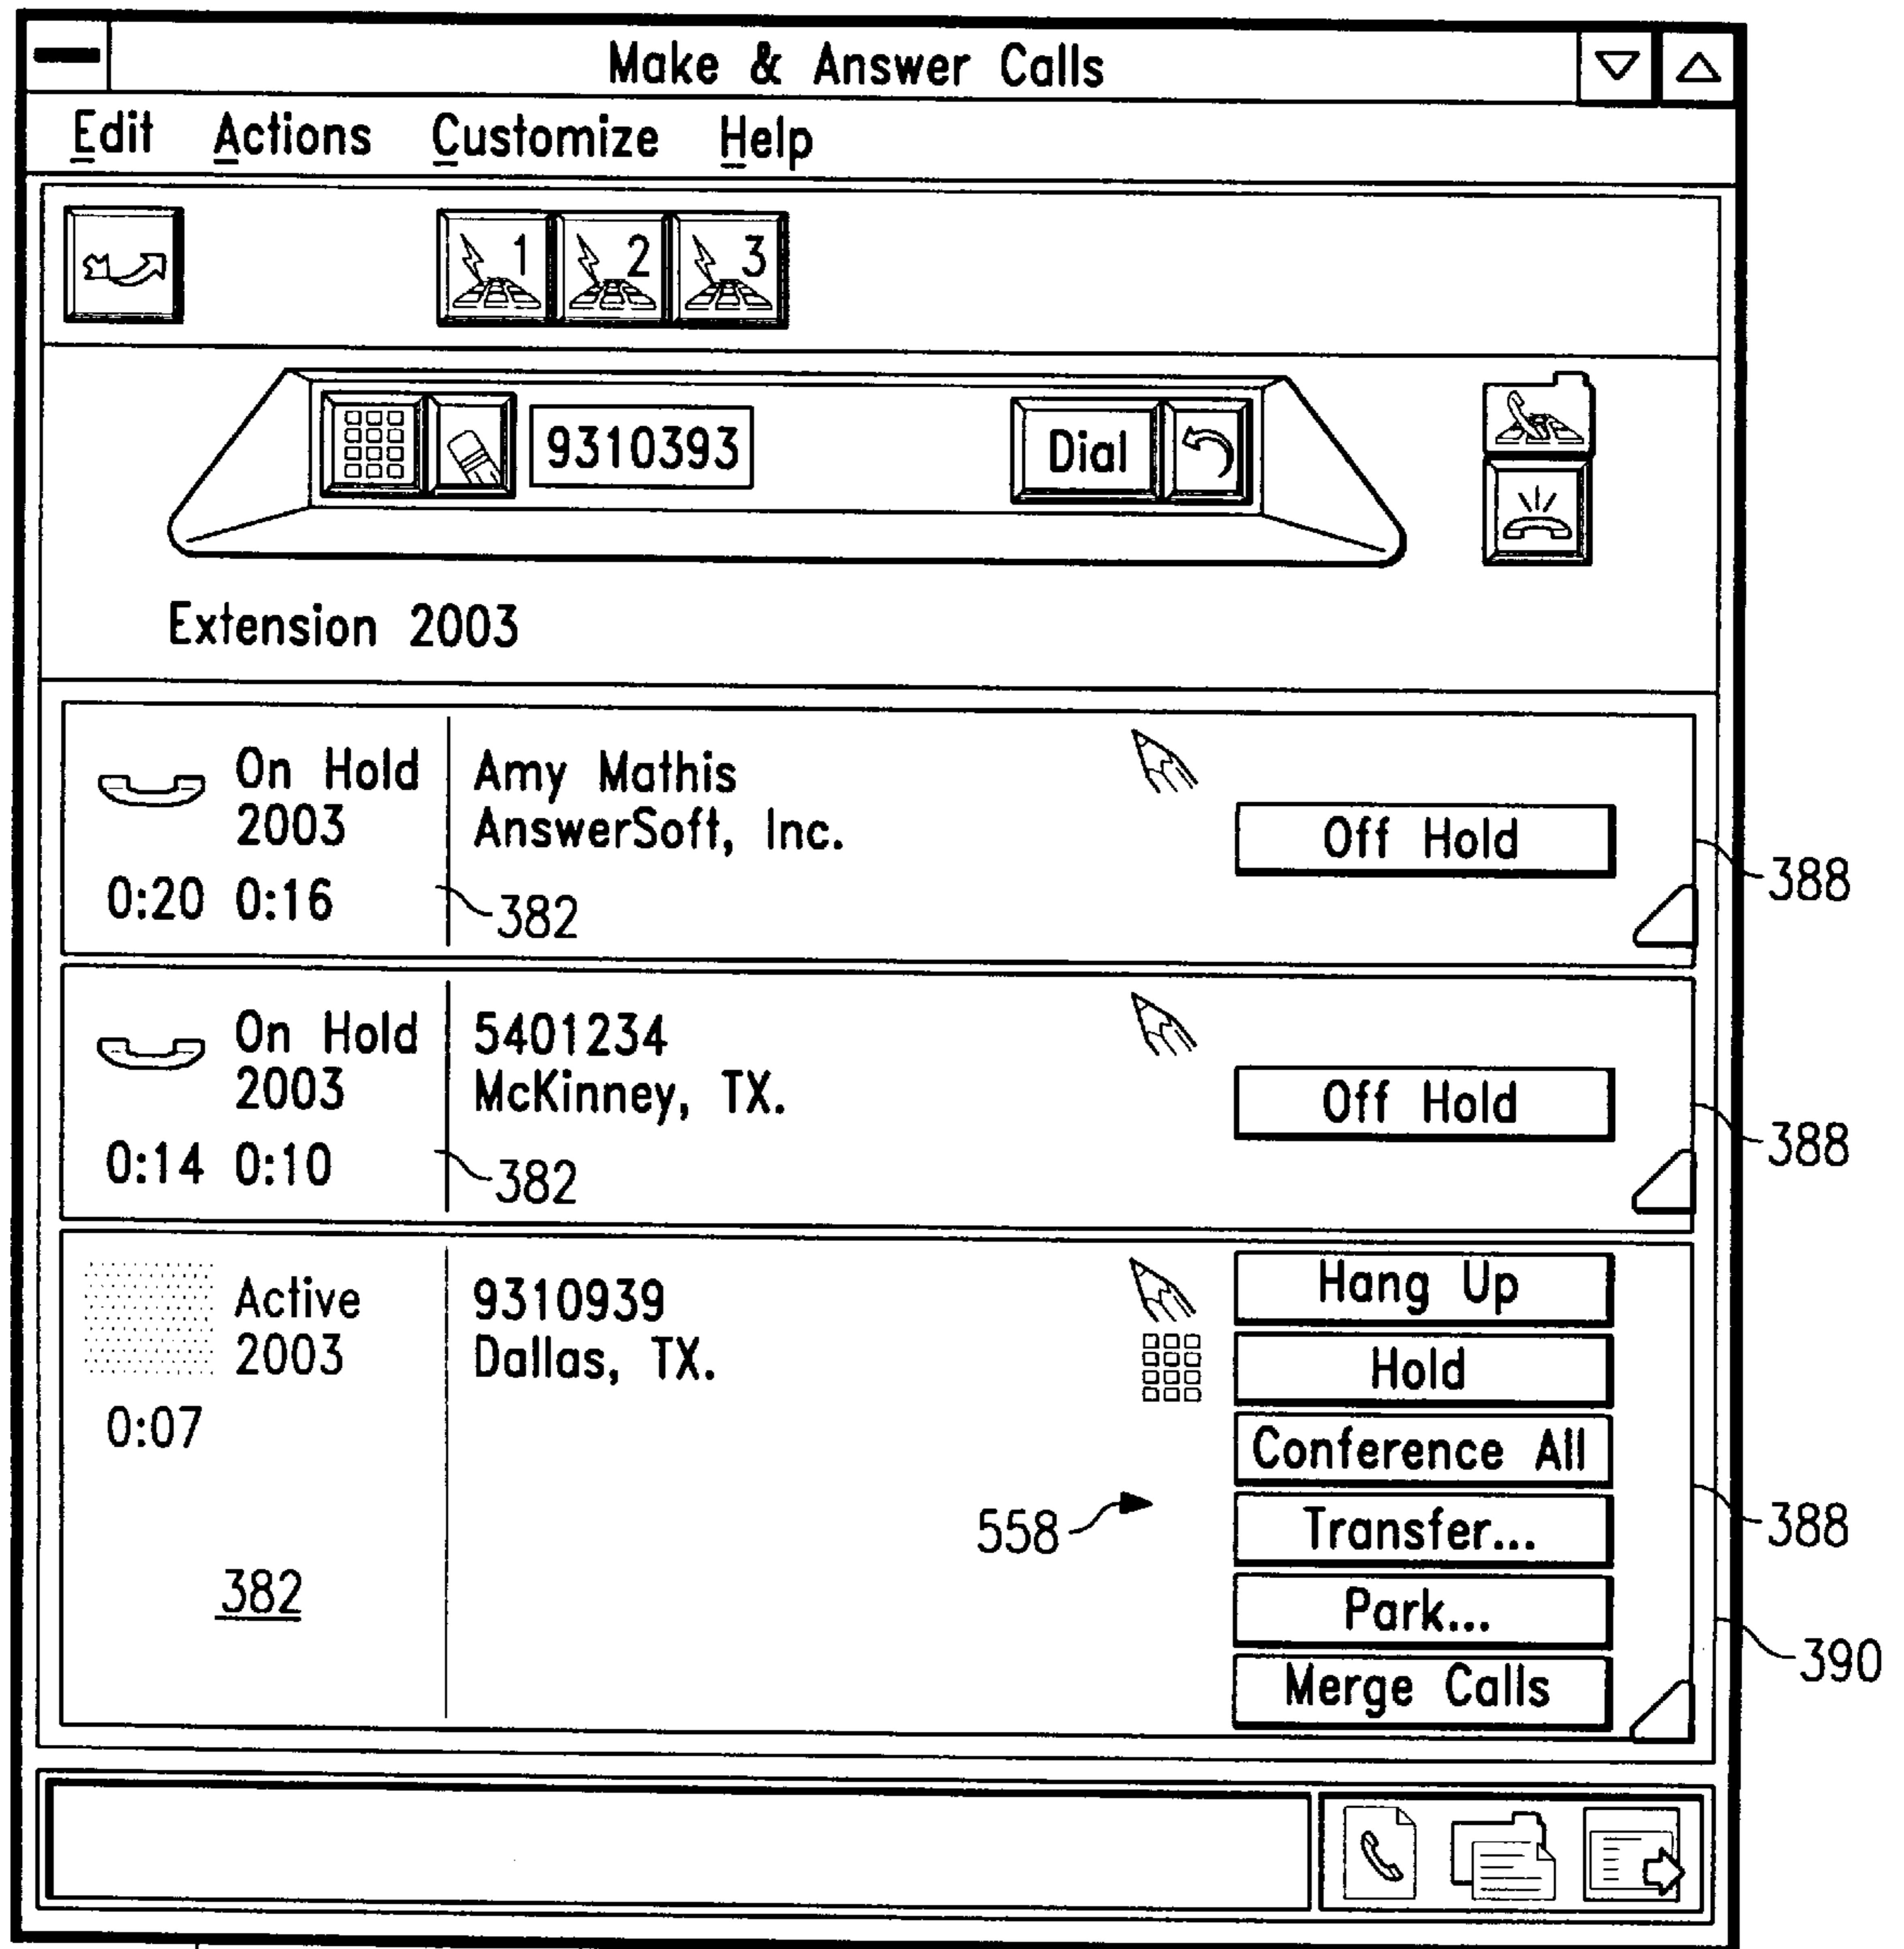 Make & Answer Calls
Edit Actions Customize Help
1 2 3
9310393 Dial
Extension 2003
On Hold Amy Mathis
2003 AnswerSoft, Inc.
Off Hold
388
0:20 0:16 382
On Hold 5401234
2003 McKinney, TX.
Off Hold
388
0:14 0:10 382
Active 9310939
2003 Dallas, TX.
0:07
Hang Up
Hold
Conference All
558
388
Transfer...
382
Park...
390
Merge Calls